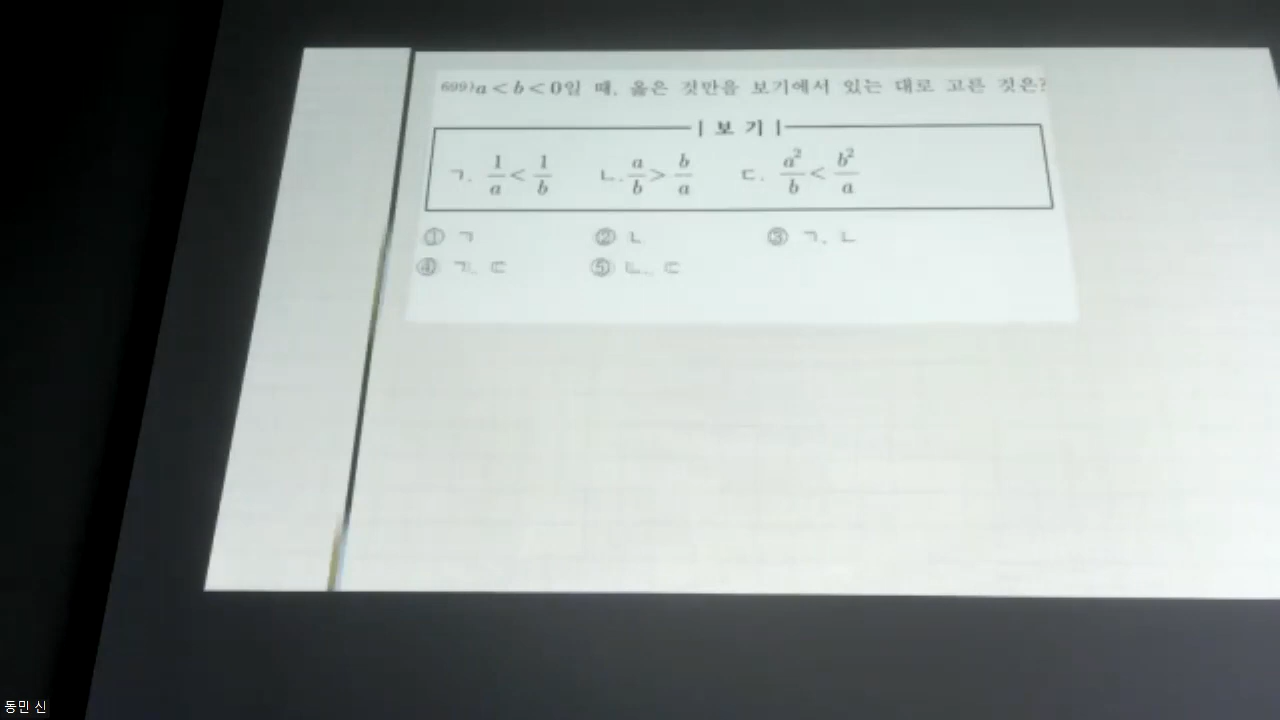 699) a < b < 0일 때, 옳은 것만을 보기에서 있는 대로 고른 것은?
| 보 기 |
ㄱ. 1/a < 1/b ㄴ. a/b > b/a ㄷ. a²/b < b²/a
① ㄱ ② ㄴ ③ ㄱ, ㄴ
④ ㄱ, ㄷ ⑤ ㄴ, ㄷ
동민 신